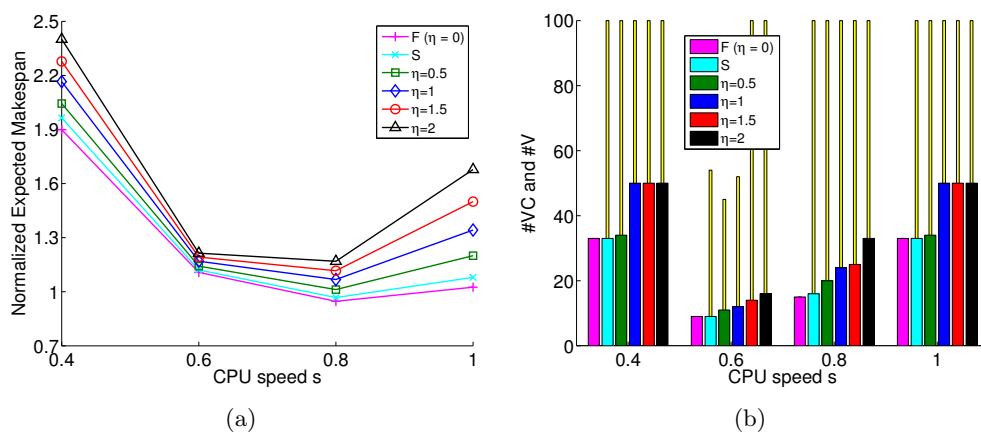 Normalized Expected Makespan
2.5
2.2
1.9
1.6
1.3
1
0.7
0.4
0.6
0.8
1
CPU speed s
F (η = 0)
S
η=0.5
η=1
η=1.5
η=2
(a)
#VC and #V
100
80
60
40
20
0
0.4
0.6
0.8
1
CPU speed s
F (η = 0)
S
η=0.5
η=1
η=1.5
η=2
(b)